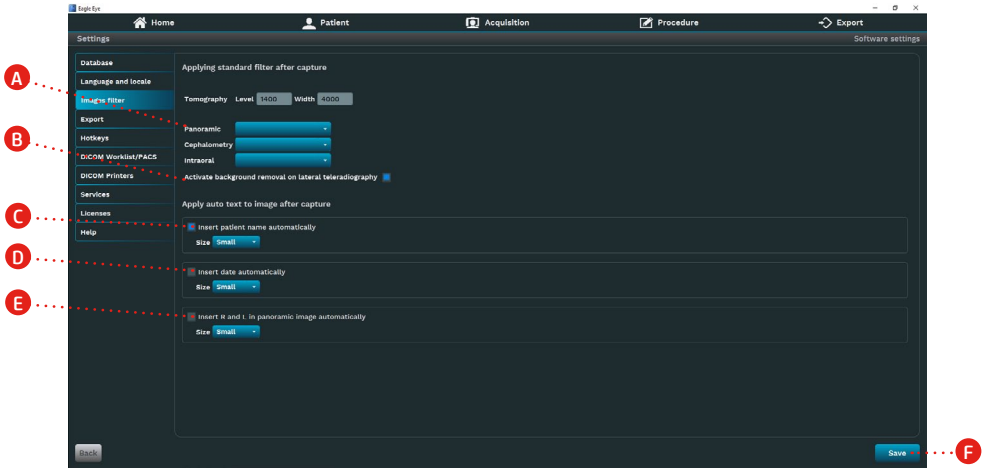 Eagle Eye
Home Patient Acquisition Procedure Export
Settings Software settings
Database
Language and locale
Images filter
Export
Hotkeys
DICOM Worklist/PACS
DICOM Printers
Services
Licenses
Help
Applying standard filter after capture
Tomography Level 1400 Width 4000
Panoramic
Cephalometry
Intraoral
Activate background removal on lateral teleradiography
Apply auto text to image after capture
Insert patient name automatically
Size Small
Insert date automatically
Size Small
Insert R and L in panoramic image automatically
Size Small
Back
Save
A
B
C
D
E
F